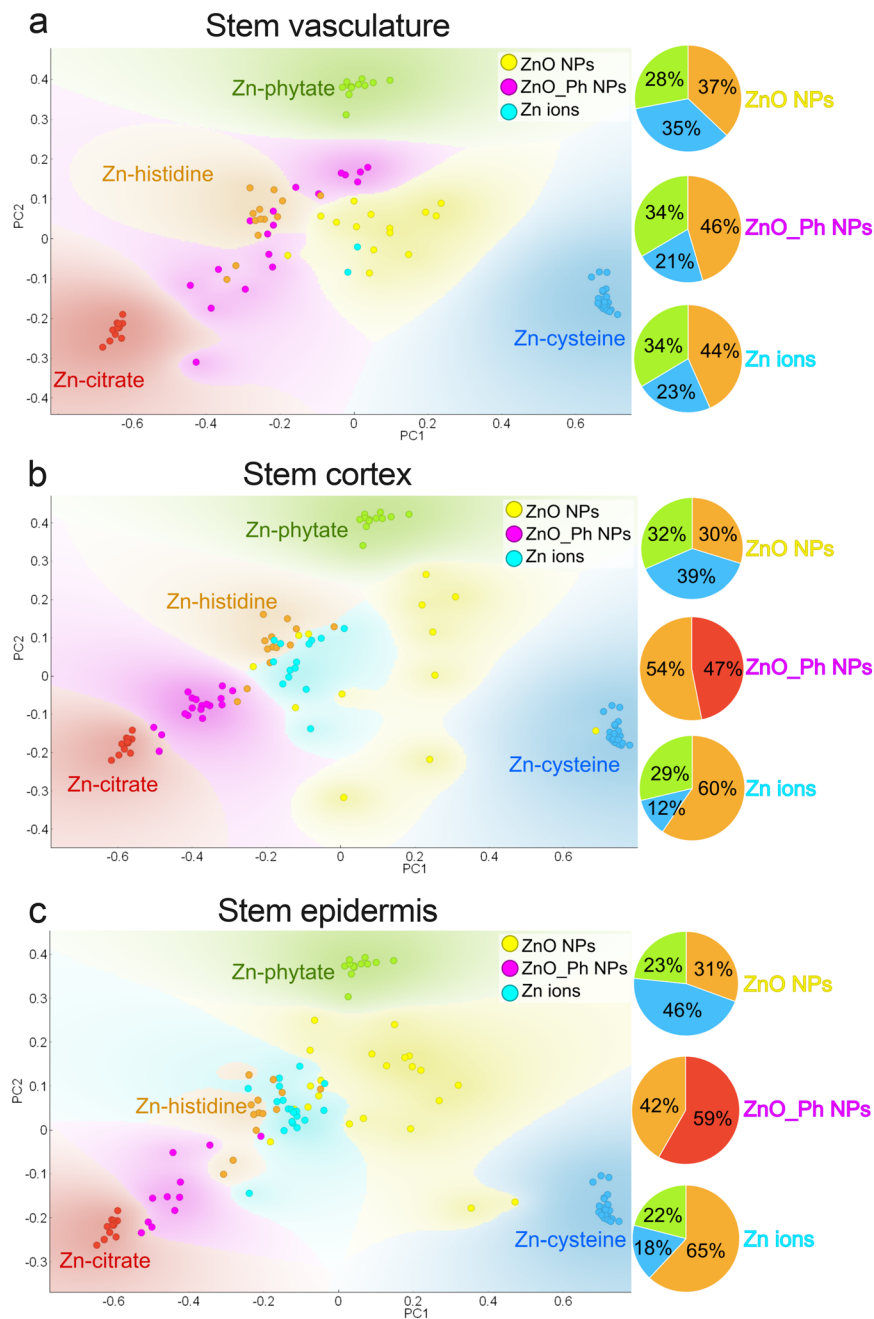 a
Stem vasculature
ZnO NPs
ZnO_Ph NPs
Zn ions
Zn-phytate
Zn-histidine
Zn-citrate
Zn-cysteine
PC2
0.4
0.3
0.2
0.1
0
-0.1
-0.2
-0.3
-0.4
-0.6
-0.4
-0.2
0
0.2
0.4
0.6
PC1
28%
37%
35%
ZnO NPs
34%
46%
21%
ZnO_Ph NPs
34%
44%
23%
Zn ions
b
Stem cortex
ZnO NPs
ZnO_Ph NPs
Zn ions
Zn-phytate
Zn-histidine
Zn-citrate
Zn-cysteine
PC2
0.4
0.3
0.2
0.1
0
-0.1
-0.2
-0.3
-0.4
-0.6
-0.4
-0.2
0
0.2
0.4
0.6
PC1
32%
30%
39%
ZnO NPs
54%
47%
ZnO_Ph NPs
29%
12%
60%
Zn ions
c
Stem epidermis
ZnO NPs
ZnO_Ph NPs
Zn ions
Zn-phytate
Zn-histidine
Zn-citrate
Zn-cysteine
PC2
0.4
0.3
0.2
0.1
0
-0.1
-0.2
-0.3
-0.6
-0.4
-0.2
0
0.2
0.4
0.6
PC1
23%
31%
46%
ZnO NPs
42%
59%
ZnO_Ph NPs
22%
18%
65%
Zn ions